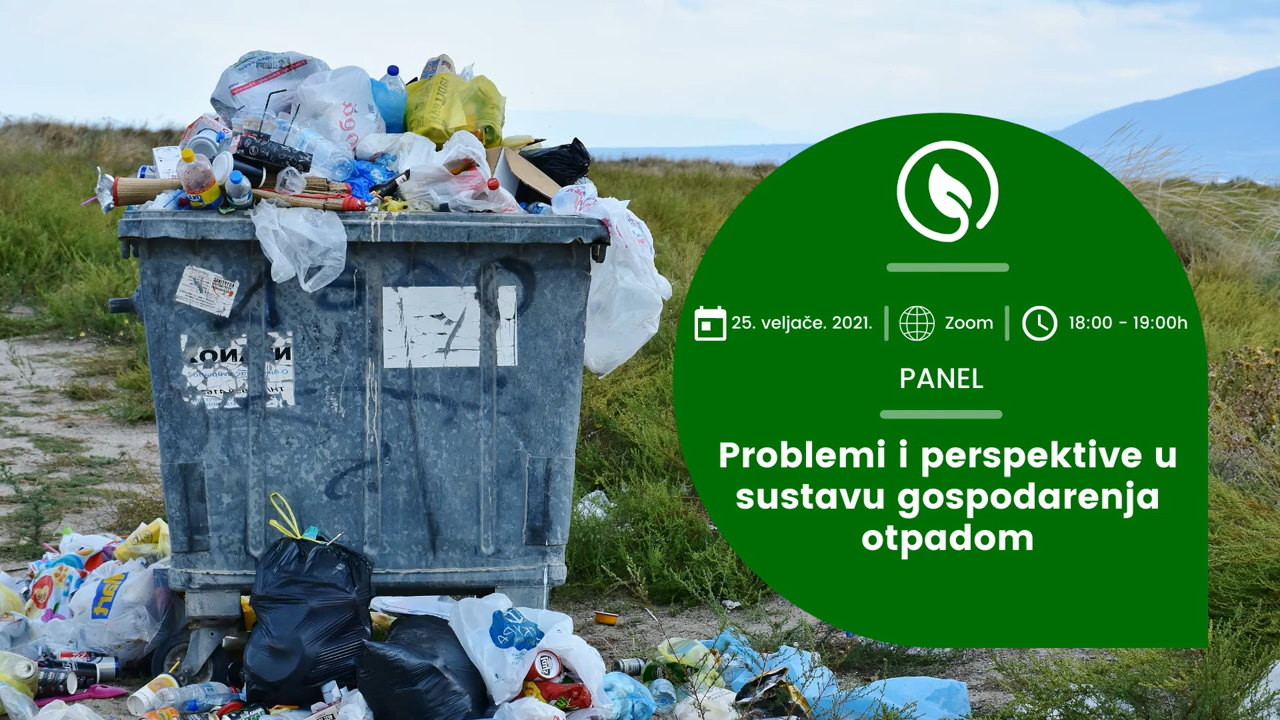 25. veljače. 2021.
Zoom
18:00 - 19:00h
PANEL
Problemi i perspektive u
sustavu gospodarenja
otpadom